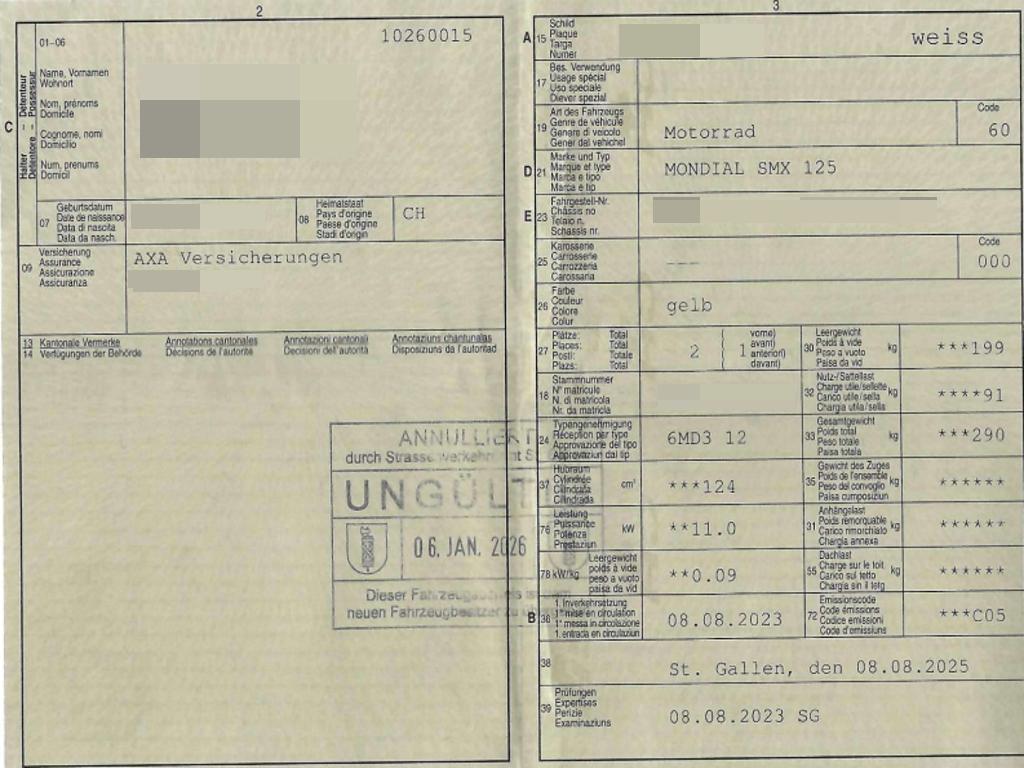 2
01-06
10260015
C
Halter - Détenteur
Detentore - Possessur
Name, Vornamen
Wohnort
Nom, prénoms
Domicile
Cognome, nomi
Domicilio
Num, prenums
Domicil
07
Geburtsdatum
Date de naissance
Data di nascita
Data da nasch.
08
Heimatstaat
Pays d'origine
Paese d'origine
Stadi d'origin
CH
09
Versicherung
Assurance
Assicurazione
Assicuranza
AXA Versicherungen
13 Kantonale Vermerke
Annotations cantonales
Annotazioni cantonali
Annotaziuns chantunalas
14 Verfügungen der Behörde
Décisions de l'autorité
Decisioni dell'autorità
Disposiziuns da l'autoritad
ANNULLIERT
durch Strassenverkehrsamt
UNGÜLTIG
06. JAN. 2026
Dieser Fahrzeugausweis ist dem
neuen Fahrzeugbesitzer zu
3
A 15
Schild
Plaque
Targa
Numer
weiss
17
Bes. Verwendung
Usage spécial
Uso speciale
Diever spezial
19
Art des Fahrzeugs
Genre de véhicule
Genere di veicolo
Gener dal vehichel
Motorrad
Code
60
D 21
Marke und Typ
Marque et type
Marca e tipo
Marca e tip
MONDIAL SMX 125
E 23
Fahrgestell-Nr.
Châssis no
Telaio n.
Schassis nr.
25
Karosserie
Carrosserie
Carrozzeria
Carossaria
---
Code
000
26
Farbe
Couleur
Colore
Colur
gelb
27
Plätze: Total
Places: Total
Posti: Totale
Plazs: Total
2
( 1
vorne)
avant)
anteriori)
davant)
30
Leergewicht
Poids à vide
Peso a vuoto
Paisa da vid
kg
***199
18
Stammnummer
N° matricule
N. di matricola
Nr. da matricla
32
Nutz-/Sattellast
Charge utile/sellette
Carico utile/sella
Chargia utila/sella
kg
****91
24
Typengenehmigung
Réception par type
Approvazione del tipo
Approvaziun dal tip
6MD3 12
33
Gesamtgewicht
Poids total
Peso totale
Paisa totala
kg
***290
37
Hubraum
Cylindrée
Cilindrata
Cilindrada
cm³
***124
35
Gewicht des Zuges
Poids de l'ensemble
Peso del convoglio
Paisa cumposiziun
kg
******
76
Leistung
Puissance
Potenza
Prestaziun
kW
**11.0
31
Anhängelast
Poids remorquable
Carico rimorchiato
Chargia annexa
kg
******
78 kW/kg
Leergewicht
poids à vide
peso a vuoto
paisa da vid
**0.09
55
Dachlast
Charge sur le toit
Carico sul tetto
Chargia sin il tetg
kg
******
B 36
1. Inverkehrsetzung
1re mise en circulation
1a messa in circolazione
1. entrada en circulaziun
08.08.2023
72
Emissionscode
Code émissions
Codice emissioni
Code d'emissiuns
***C05
38
St. Gallen, den 08.08.2025
39
Prüfungen
Expertises
Perizie
Examinaziuns
08.08.2023 SG